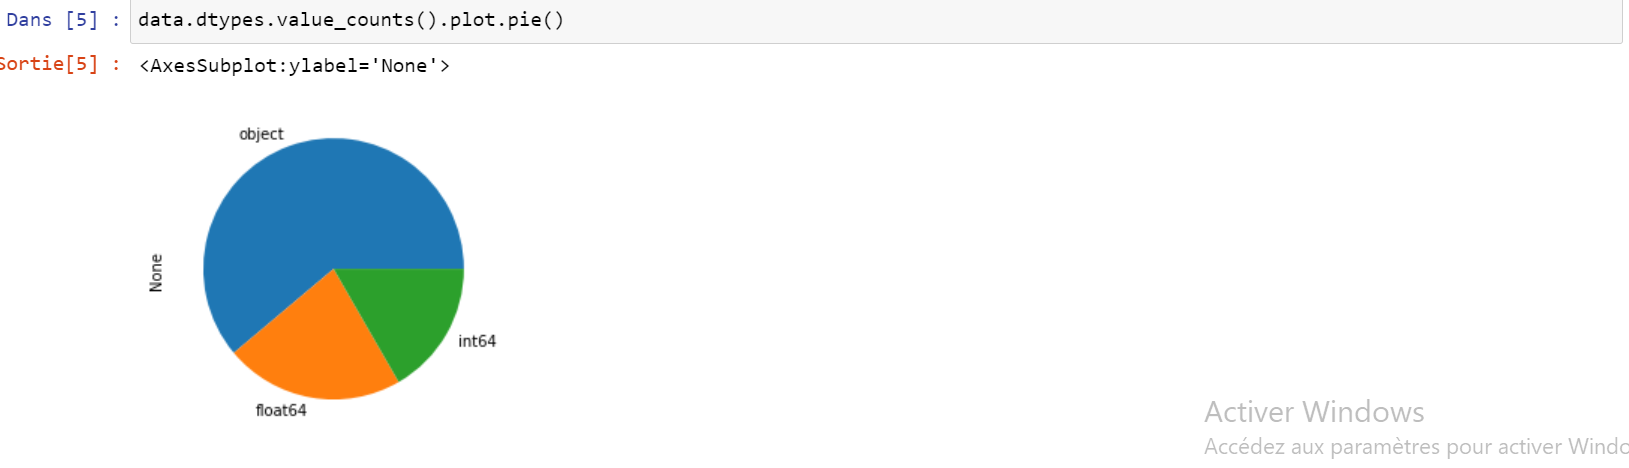 Dans [5] : data.dtypes.value_counts().plot.pie()
Sortie[5] : <AxesSubplot:ylabel='None'>
object
None
int64
float64
Activer Windows
Accédez aux paramètres pour activer Windo